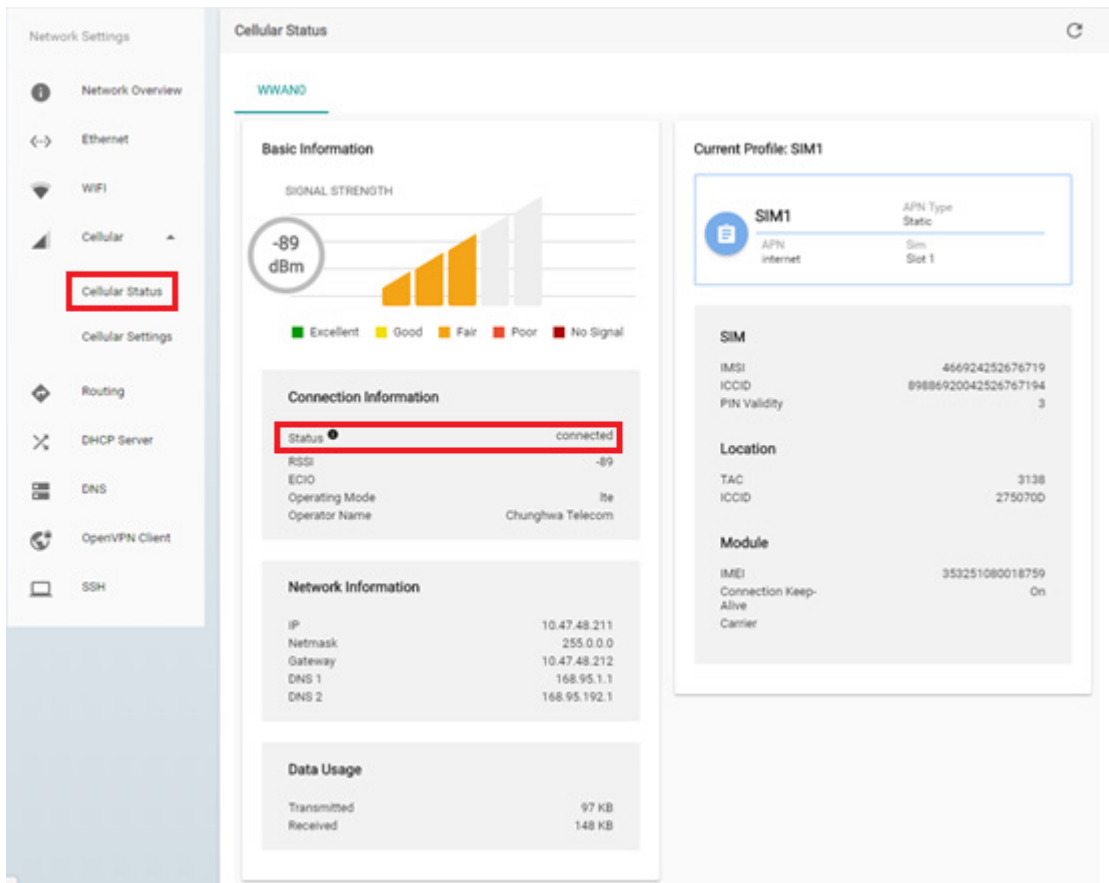 Network Settings
Network Overview
Ethernet
WIFI
Cellular
Cellular Status
Cellular Settings
Routing
DHCP Server
DNS
OpenVPN Client
SSH
Cellular Status
WWAN0
Basic Information
SIGNAL STRENGTH
-89
dBm
Excellent Good Fair Poor No Signal
Connection Information
Status connected
RSSI -89
ECIO
Operating Mode lte
Operator Name Chunghwa Telecom
Network Information
IP 10.47.48.211
Netmask 255.0.0.0
Gateway 10.47.48.212
DNS 1 168.95.1.1
DNS 2 168.95.192.1
Data Usage
Transmitted 97 KB
Received 148 KB
Current Profile: SIM1
SIM1
APN Type
Static
APN
internet
Sim
Slot 1
SIM
IMSI 466924252676719
ICCID 89886920042526767194
PIN Validity 3
Location
TAC 3138
ICCID 275070D
Module
IMEI 353251080018759
Connection Keep- On
Alive
Carrier